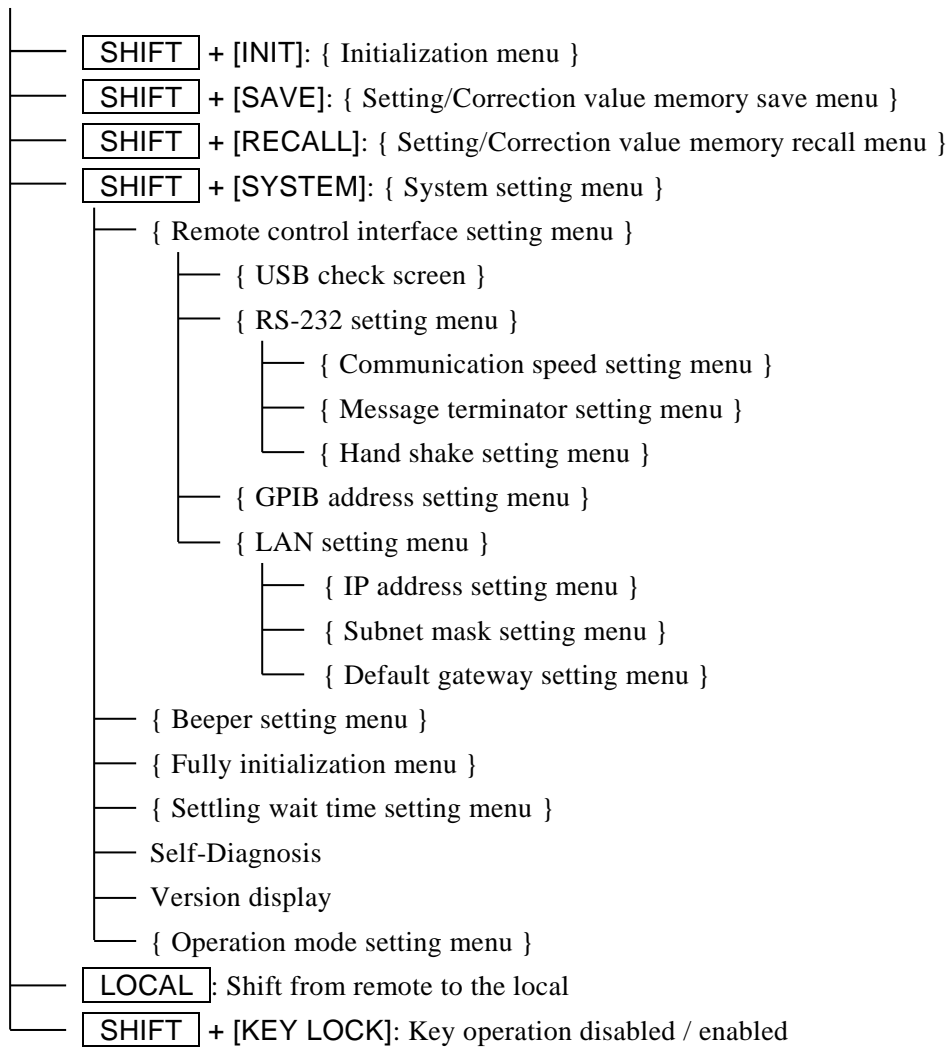 SHIFT + [INIT]: { Initialization menu }
SHIFT + [SAVE]: { Setting/Correction value memory save menu }
SHIFT + [RECALL]: { Setting/Correction value memory recall menu }
SHIFT + [SYSTEM]: { System setting menu }
{ Remote control interface setting menu }
{ USB check screen }
{ RS-232 setting menu }
{ Communication speed setting menu }
{ Message terminator setting menu }
{ Hand shake setting menu }
{ GPIB address setting menu }
{ LAN setting menu }
{ IP address setting menu }
{ Subnet mask setting menu }
{ Default gateway setting menu }
{ Beeper setting menu }
{ Fully initialization menu }
{ Settling wait time setting menu }
Self-Diagnosis
Version display
{ Operation mode setting menu }
LOCAL : Shift from remote to the local
SHIFT + [KEY LOCK]: Key operation disabled / enabled